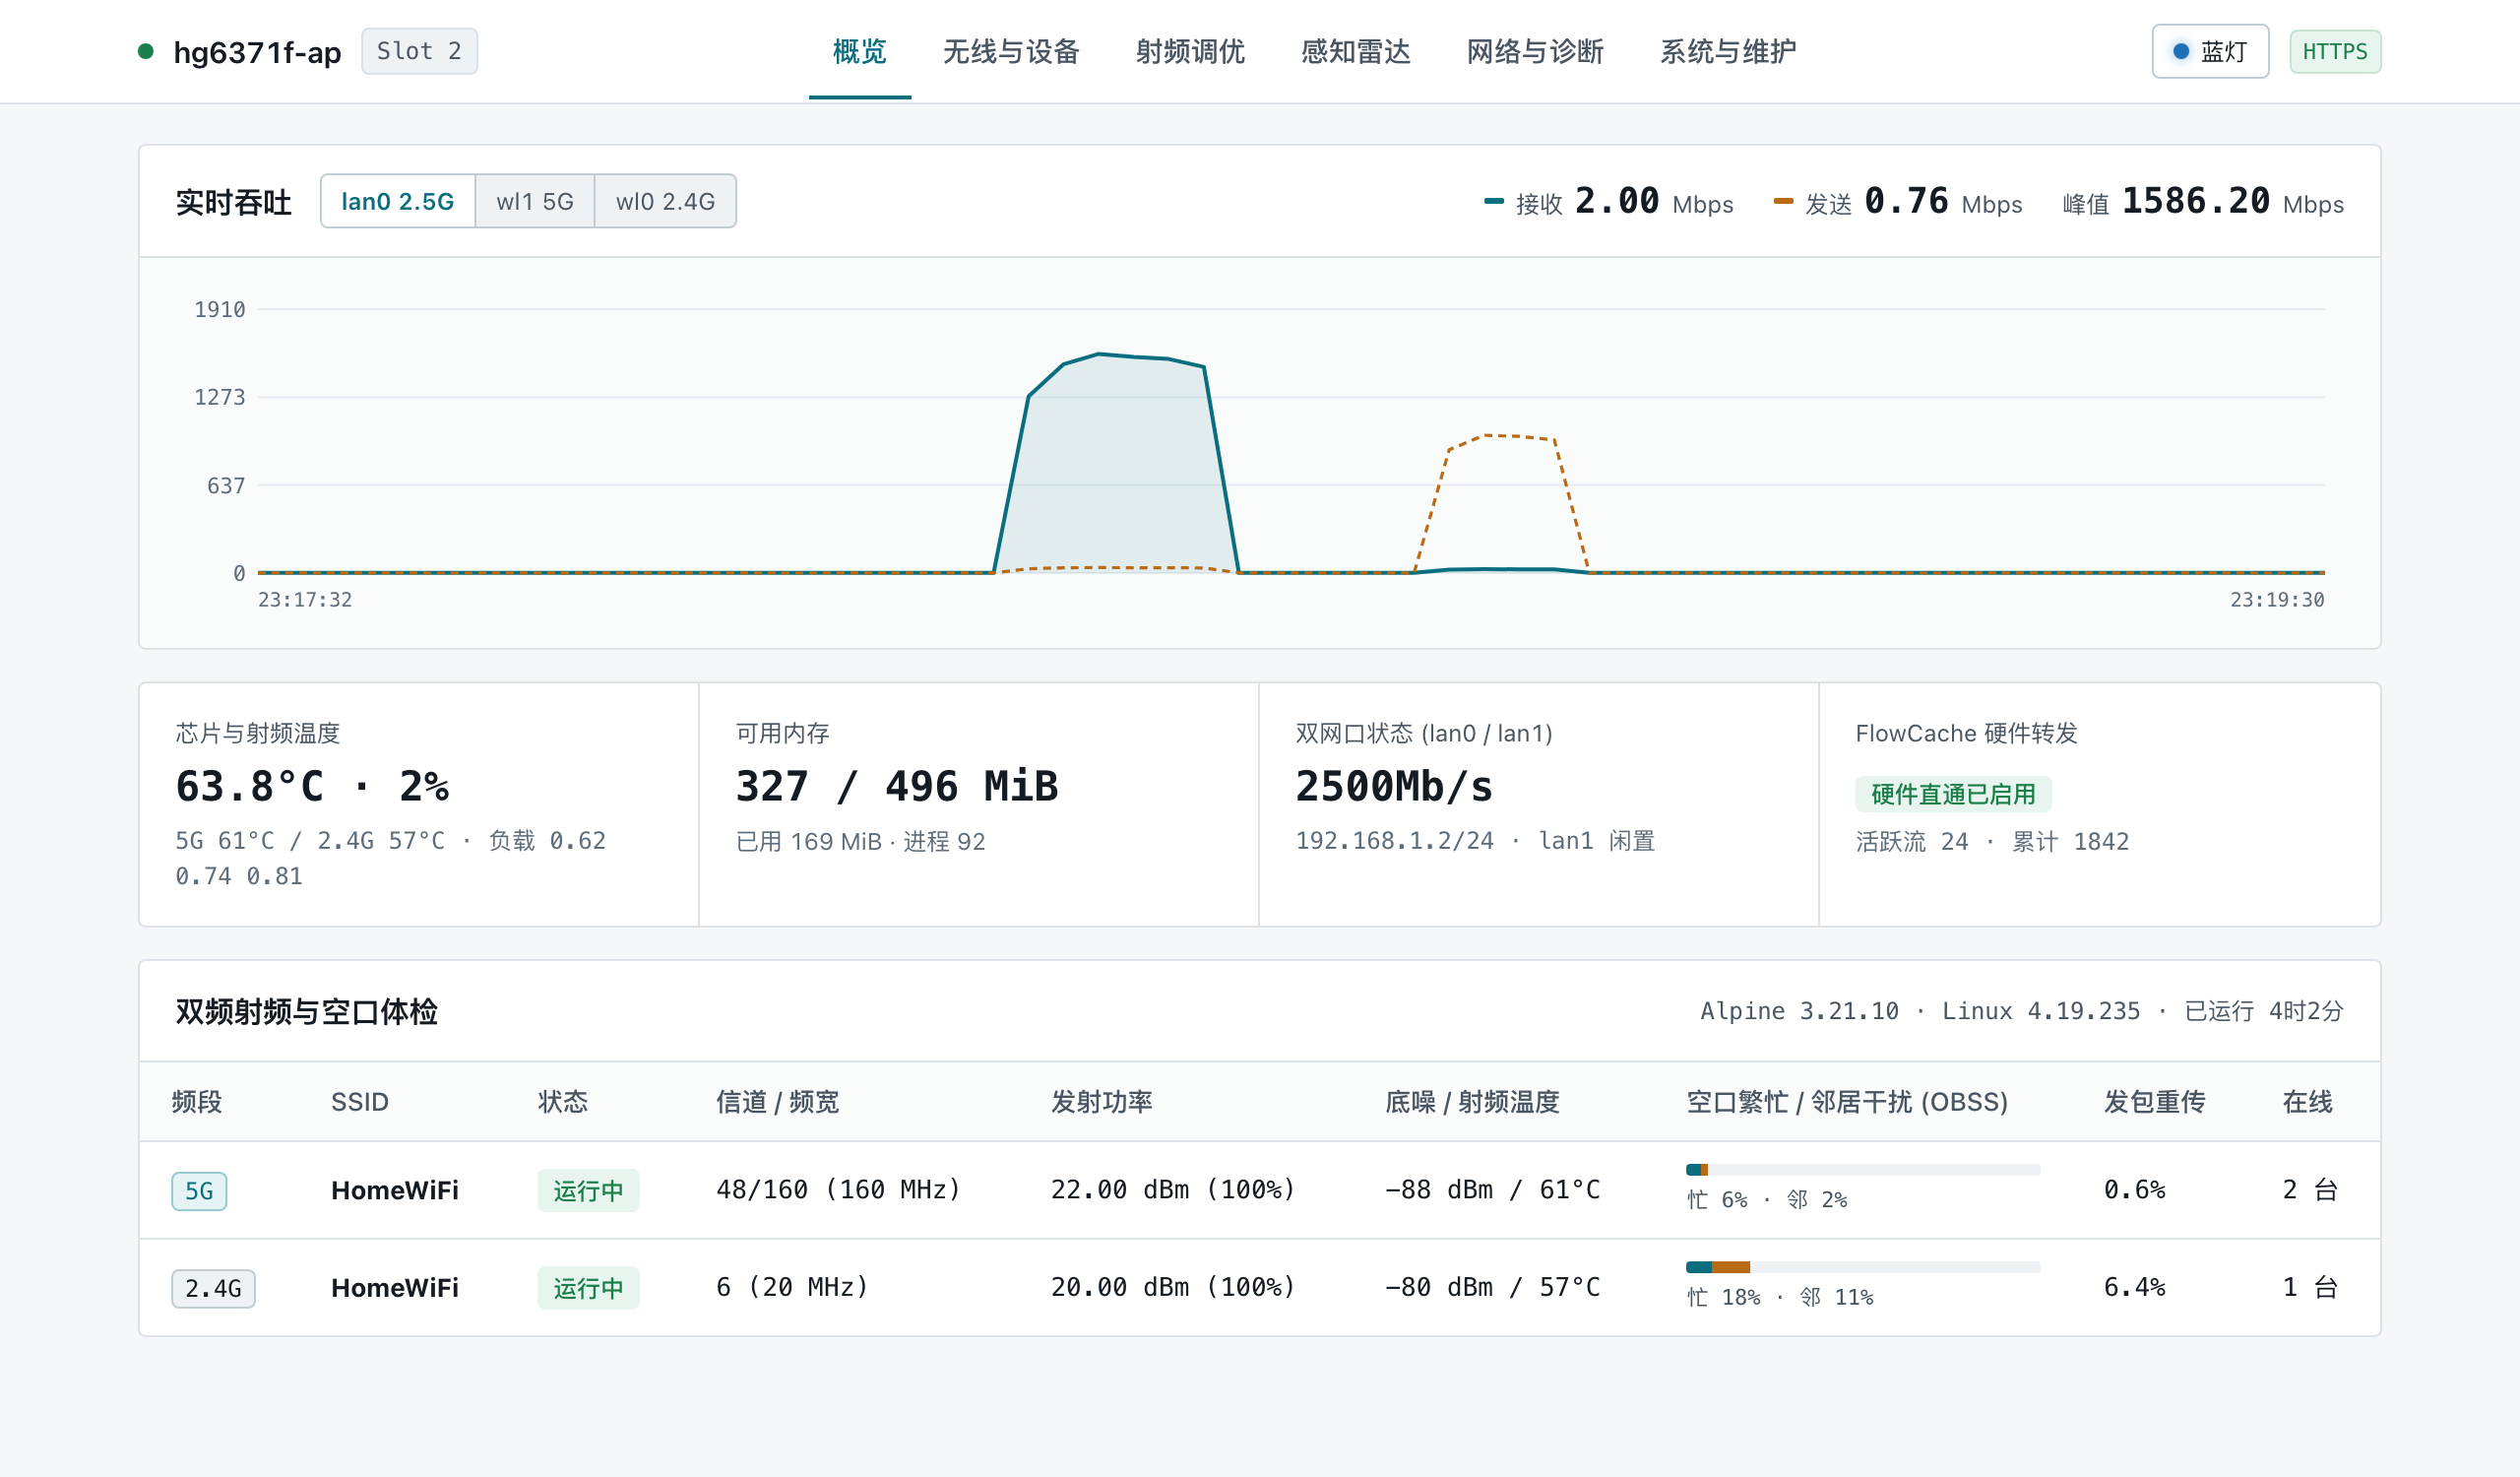 hg6371f-ap Slot 2 概览 无线与设备 射频调优 感知雷达 网络与诊断 系统与维护 蓝灯 HTTPS
实时吞吐 lan0 2.5G wl1 5G wl0 2.4G 接收 2.00 Mbps 发送 0.76 Mbps 峰值 1586.20 Mbps
1910
1273
637
0
23:17:32 23:19:30
芯片与射频温度
63.8°C · 2%
5G 61°C / 2.4G 57°C · 负载 0.62
0.74 0.81
可用内存
327 / 496 MiB
已用 169 MiB · 进程 92
双网口状态 (lan0 / lan1)
2500Mb/s
192.168.1.2/24 · lan1 闲置
FlowCache 硬件转发
硬件直通已启用
活跃流 24 · 累计 1842
双频射频与空口体检 Alpine 3.21.10 · Linux 4.19.235 · 已运行 4时2分
频段 SSID 状态 信道 / 频宽 发射功率 底噪 / 射频温度 空口繁忙 / 邻居干扰 (OBSS) 发包重传 在线
5G HomeWiFi 运行中 48/160 (160 MHz) 22.00 dBm (100%) −88 dBm / 61°C 忙 6% · 邻 2% 0.6% 2 台
2.4G HomeWiFi 运行中 6 (20 MHz) 20.00 dBm (100%) −80 dBm / 57°C 忙 18% · 邻 11% 6.4% 1 台